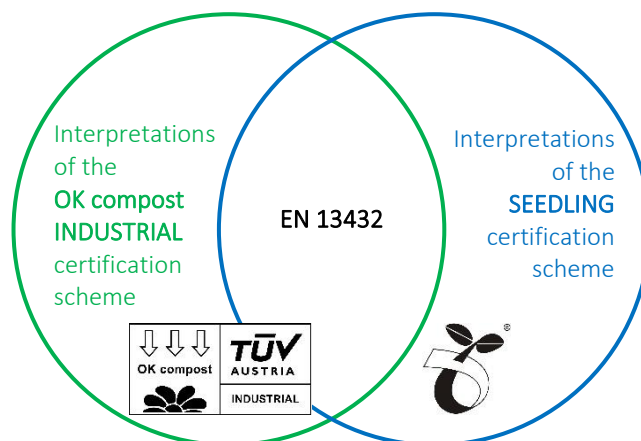 Interpretations
of the
OK compost
INDUSTRIAL
certification
scheme
EN 13432
Interpretations
of the
SEEDLING
certification
scheme
OK compost
TÜV
AUSTRIA
INDUSTRIAL
®